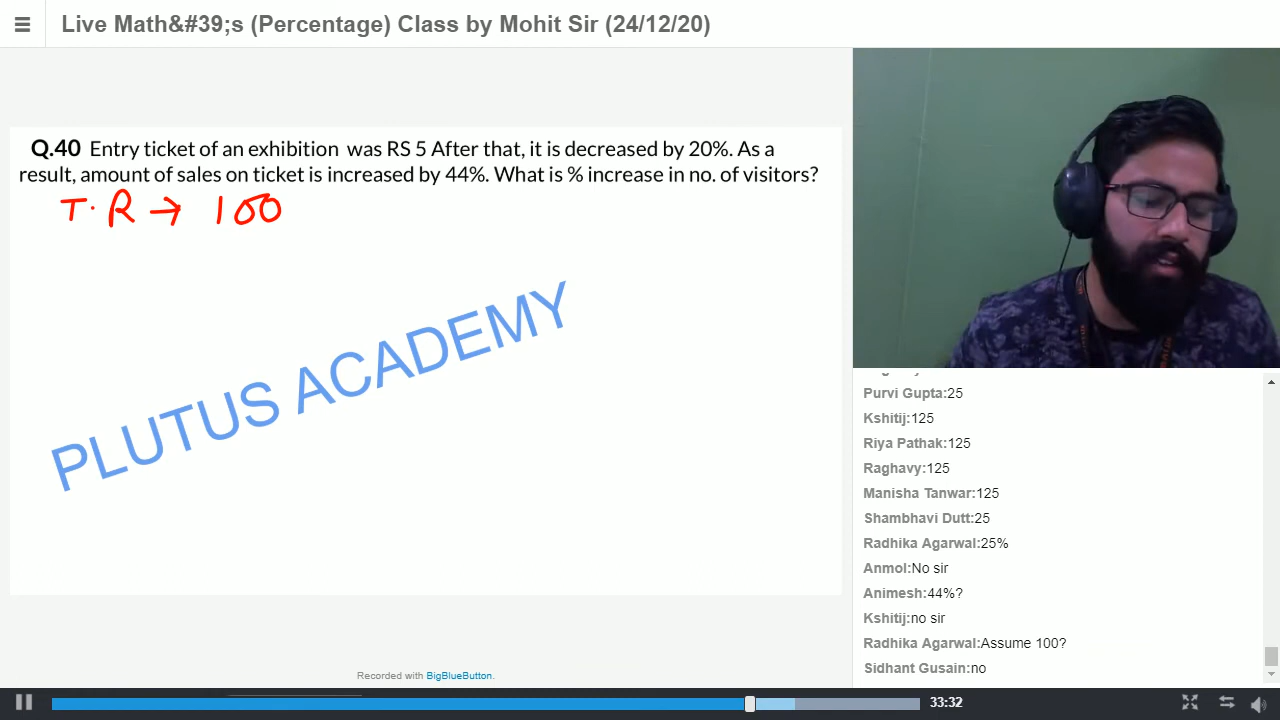 Live Math&#39;s (Percentage) Class by Mohit Sir (24/12/20)
Q.40 Entry ticket of an exhibition was RS 5 After that, it is decreased by 20%. As a
result, amount of sales on ticket is increased by 44%. What is % increase in no. of visitors?
T.R → 100
PLUTUS ACADEMY
Purvi Gupta:25
Kshitij:125
Riya Pathak:125
Raghavy:125
Manisha Tanwar:125
Shambhavi Dutt:25
Radhika Agarwal:25%
Anmol:No sir
Animesh:44%?
Kshitij:no sir
Radhika Agarwal:Assume 100?
Sidhant Gusain:no
Recorded with BigBlueButton.
33:32